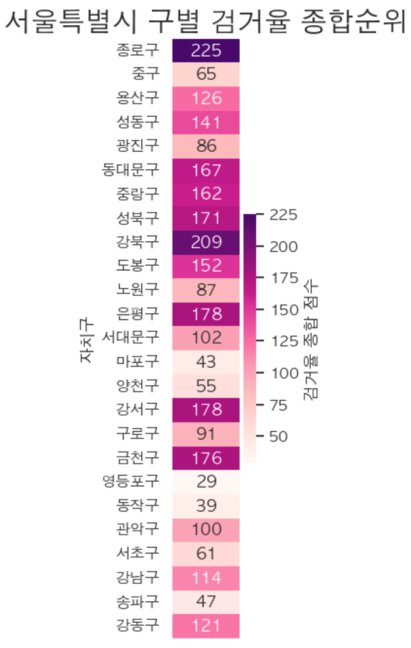 서울특별시 구별 검거율 종합순위
종로구 225
중구 65
용산구 126
성동구 141
광진구 86
동대문구 167
중랑구 162
성북구 171
강북구 209
도봉구 152
노원구 87
은평구 178
서대문구 102
마포구 43
양천구 55
강서구 178
구로구 91
금천구 176
영등포구 29
동작구 39
관악구 100
서초구 61
강남구 114
송파구 47
강동구 121
자치구
225
200
175
150
125
100
75
50
검거율 종합 점수